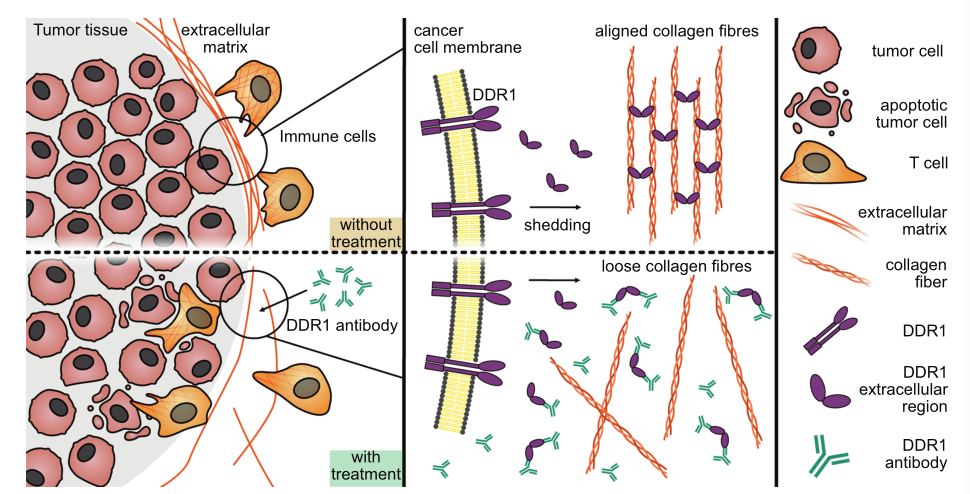 Tumor tissue
extracellular
matrix
Immune cells
without
treatment
DDR1 antibody
with
treatment
cancer
cell membrane
DDR1
shedding
aligned collagen fibres
loose collagen fibres
tumor cell
apoptotic
tumor cell
T cell
extracellular
matrix
collagen
fiber
DDR1
DDR1
extracellular
region
DDR1
antibody